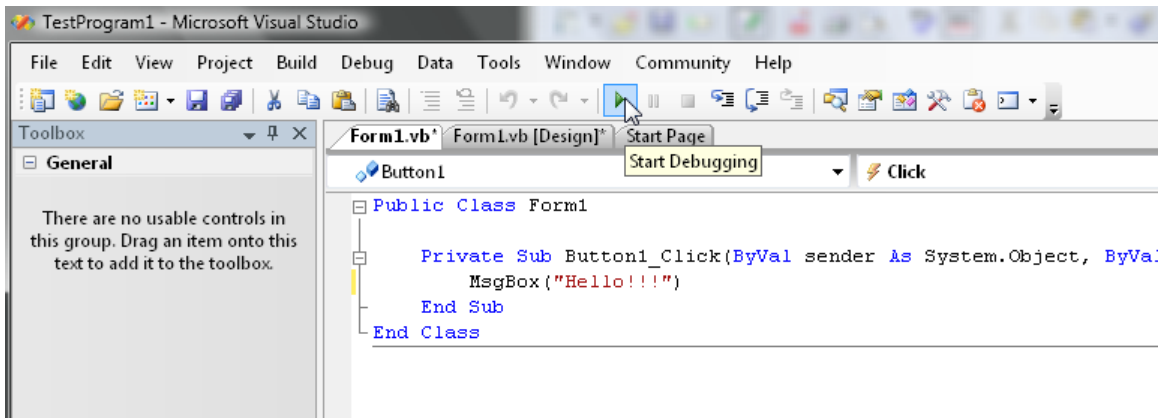 TestProgram1 - Microsoft Visual Studio
File Edit View Project Build Debug Data Tools Window Community Help
Toolbox
Form1.vb* Form1.vb [Design]* Start Page
General
Start Debugging
Button1 Click
There are no usable controls in
this group. Drag an item onto this
text to add it to the toolbox.
Public Class Form1
Private Sub Button1_Click(ByVal sender As System.Object, ByVal
MsgBox("Hello!!!")
End Sub
End Class